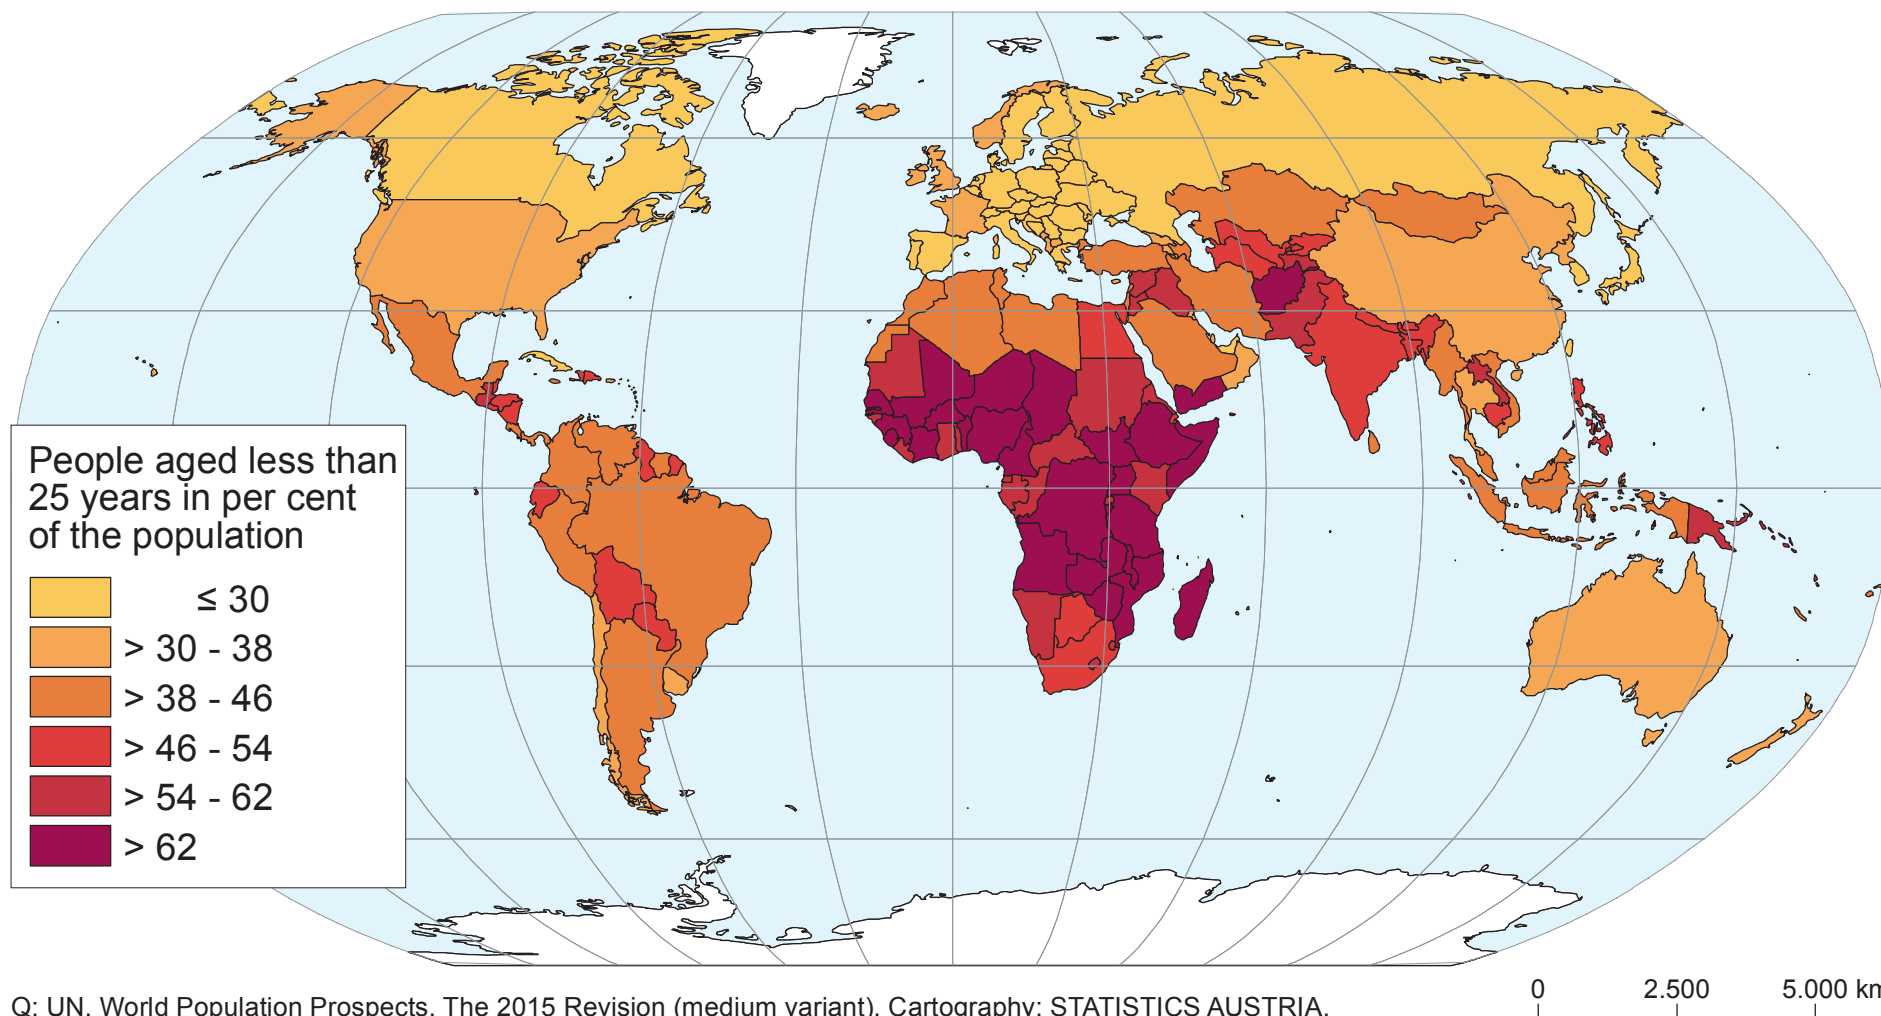 People aged less than
25 years in per cent
of the population
≤ 30
> 30 - 38
> 38 - 46
> 46 - 54
> 54 - 62
> 62
0 2.500 5.000 km
Q: UN, World Population Prospects, The 2015 Revision (medium variant). Cartography: STATISTICS AUSTRIA.